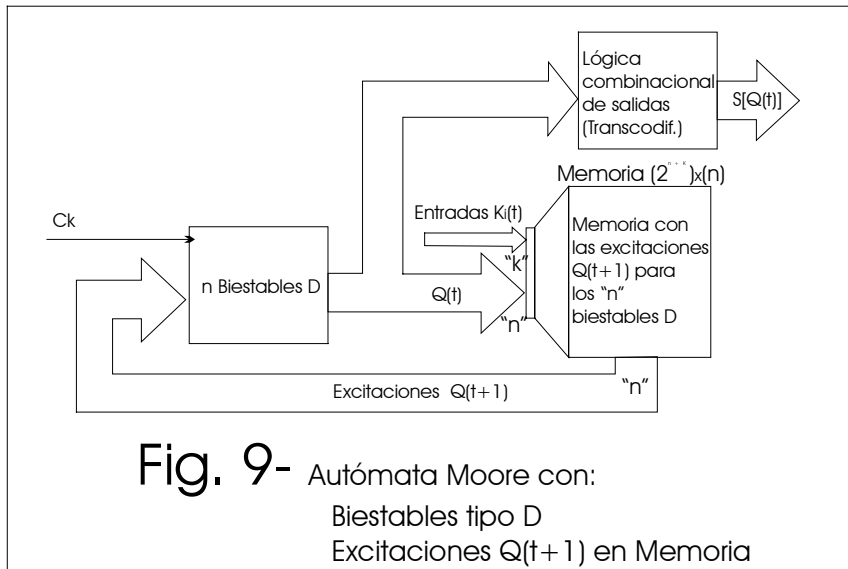 Lógica
combinacional
de salidas
(Transcodif.)
S[Q(t)]
Memoria (2^n+k)x(n)
Ck
Entradas Ki(t)
"k"
Memoria con
las excitaciones
Q(t+1) para
los "n"
biestables D
n Biestables D
Q(t)
"n"
"n"
Excitaciones Q(t+1)
Fig. 9- Autómata Moore con:
Biestables tipo D
Excitaciones Q(t+1) en Memoria